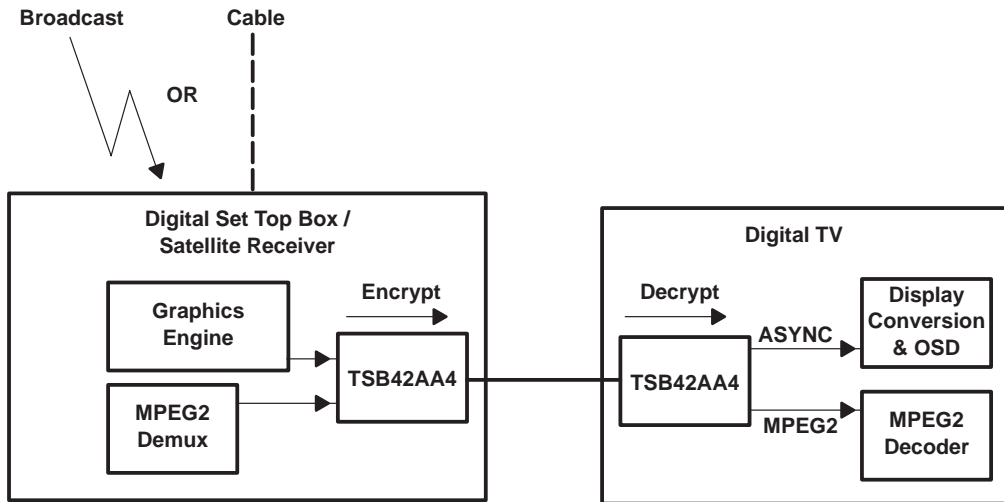 Broadcast
Cable
OR
Digital Set Top Box /
Satellite Receiver
Graphics
Engine
MPEG2
Demux
Encrypt
TSB42AA4
Digital TV
Decrypt
TSB42AA4
ASYNC
MPEG2
Display
Conversion
& OSD
MPEG2
Decoder